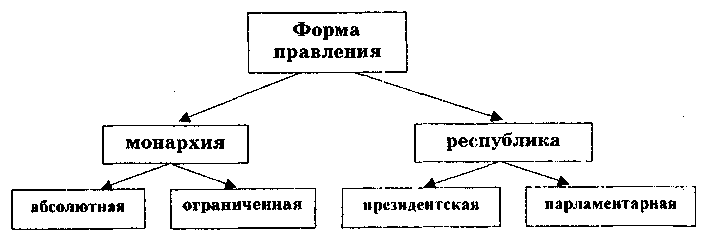 Форма
правления
монархия
республика
абсолютная
ограниченная
президентская
парламентарная